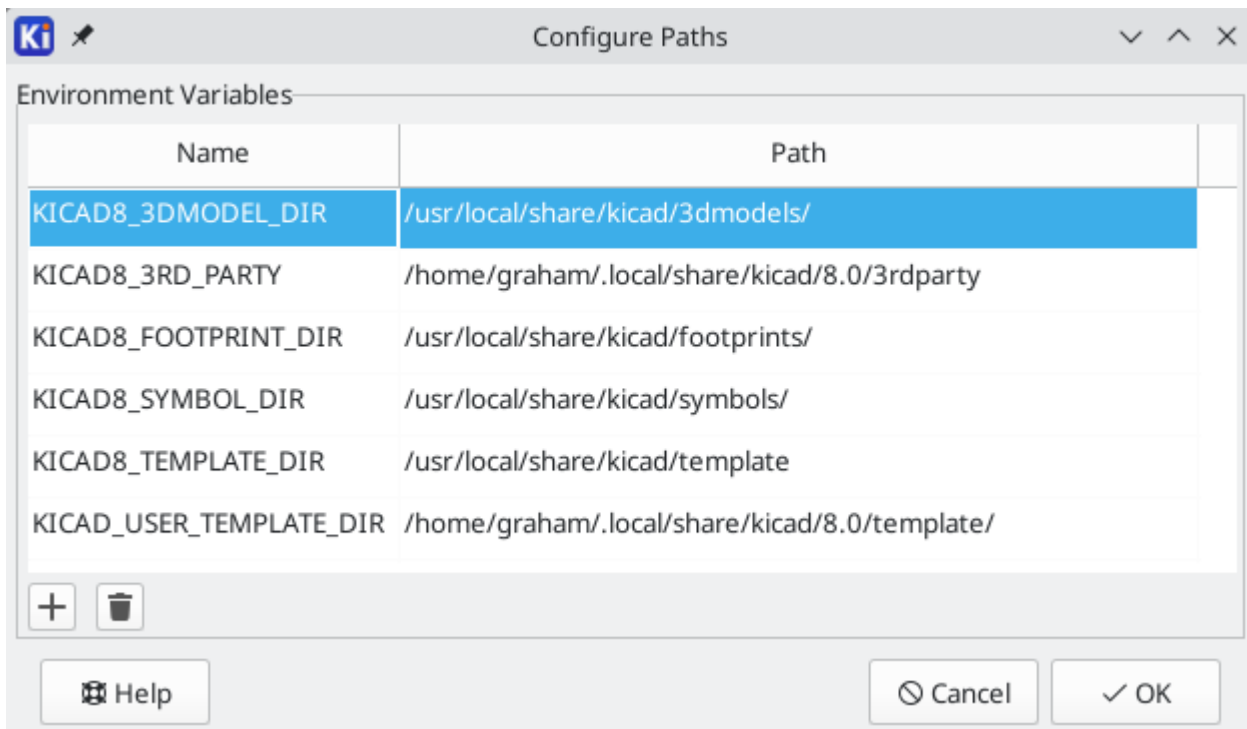 Ki
Configure Paths
Environment Variables
Name Path
KICAD8_3DMODEL_DIR /usr/local/share/kicad/3dmodels/
KICAD8_3RD_PARTY /home/graham/.local/share/kicad/8.0/3rdparty
KICAD8_FOOTPRINT_DIR /usr/local/share/kicad/footprints/
KICAD8_SYMBOL_DIR /usr/local/share/kicad/symbols/
KICAD8_TEMPLATE_DIR /usr/local/share/kicad/template
KICAD_USER_TEMPLATE_DIR /home/graham/.local/share/kicad/8.0/template/
Help Cancel OK